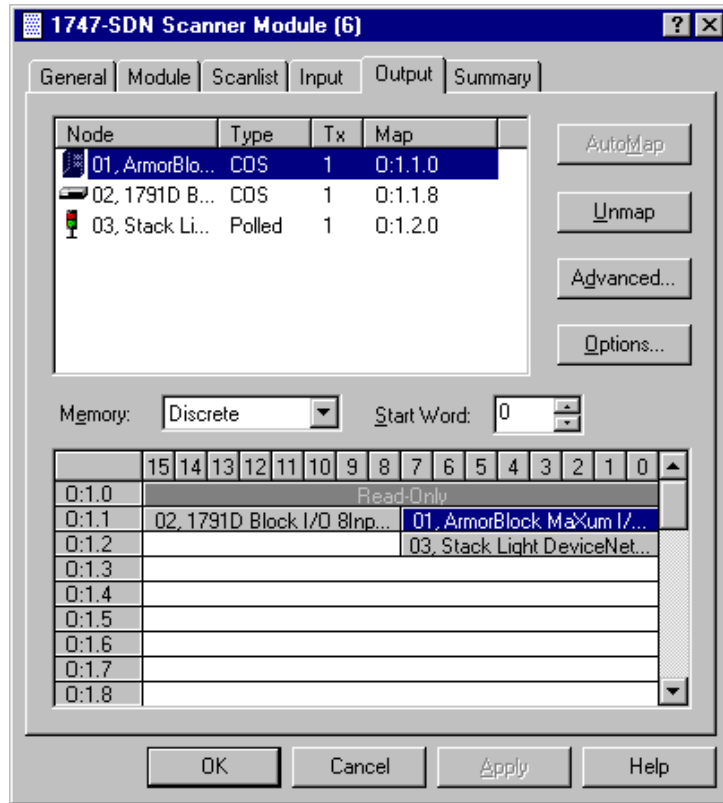 1747-SDN Scanner Module (6)
General Module Scanlist Input Output Summary
Node Type Tx Map
01, ArmorBlo... COS 1 O:1.1.0
02, 1791D B... COS 1 O:1.1.8
03, Stack Li... Polled 1 O:1.2.0
AutoMap
Unmap
Advanced...
Options...
Memory: Discrete Start Word: 0
15 14 13 12 11 10 9 8 7 6 5 4 3 2 1 0
O:1.0 Read-Only
O:1.1 02, 1791D Block I/O 8Inp... 01, ArmorBlock MaXum I/...
O:1.2 03, Stack Light DeviceNet...
O:1.3
O:1.4
O:1.5
O:1.6
O:1.7
O:1.8
OK Cancel Apply Help